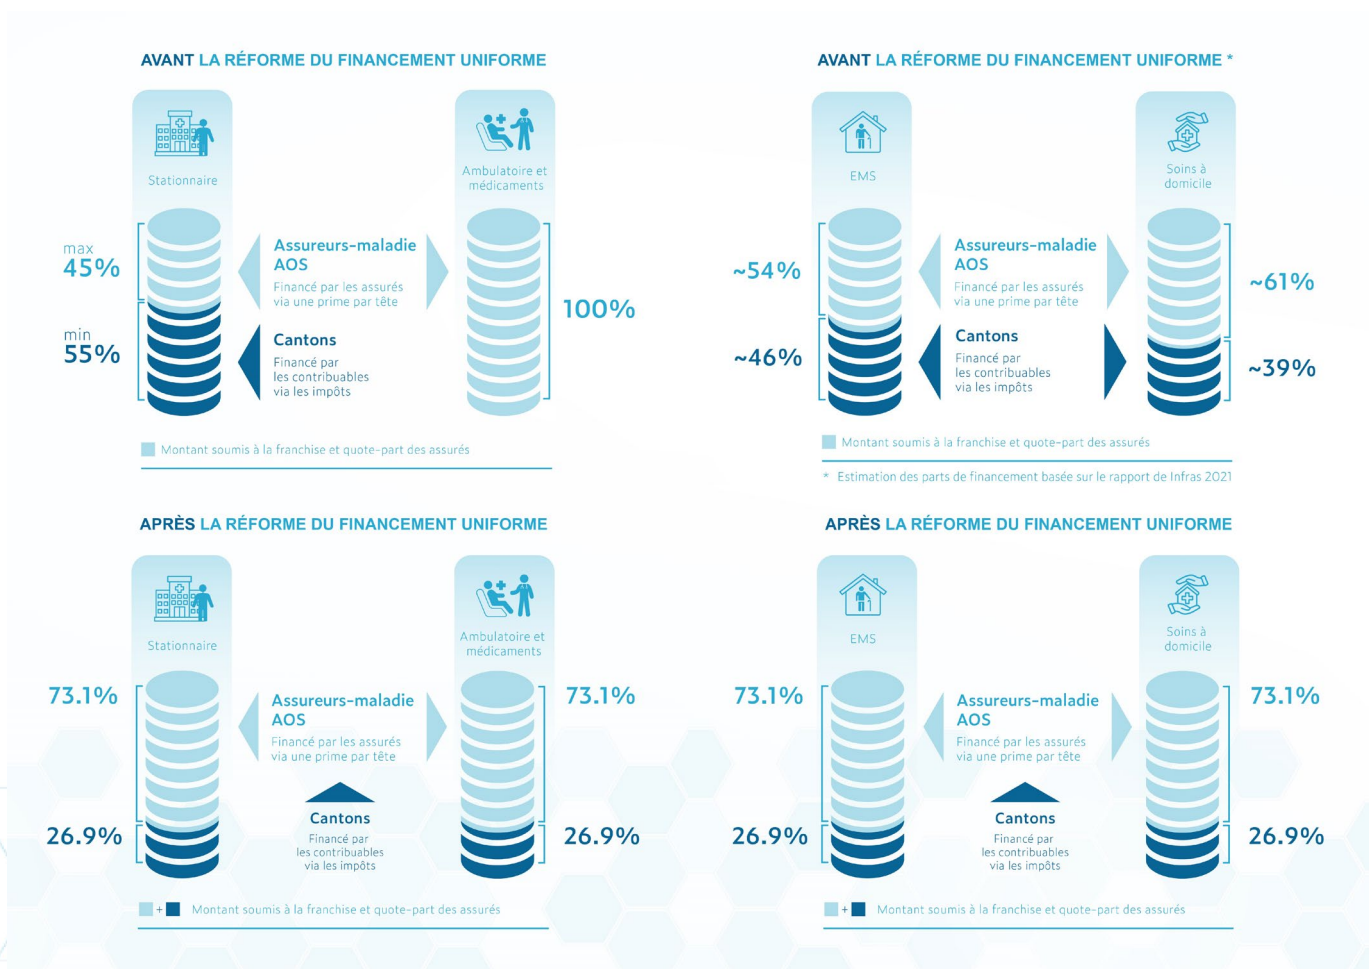 AVANT LA RÉFORME DU FINANCEMENT UNIFORME
Stationnaire
Ambulatoire et
médicaments
max
45%
min
55%
Assureurs-maladie
AOS
Financé par les assurés
via une prime par tête
Cantons
Financé par
les contribuables
via les impôts
100%
Montant soumis à la franchise et quote-part des assurés
AVANT LA RÉFORME DU FINANCEMENT UNIFORME *
EMS
Soins à
domicile
~54%
~46%
Assureurs-maladie
AOS
Financé par les assurés
via une prime par tête
Cantons
Financé par
les contribuables
via les impôts
~61%
~39%
Montant soumis à la franchise et quote-part des assurés
* Estimation des parts de financement basée sur le rapport de Infras 2021
APRÈS LA RÉFORME DU FINANCEMENT UNIFORME
Stationnaire
Ambulatoire et
médicaments
73.1%
26.9%
Assureurs-maladie
AOS
Financé par les assurés
via une prime par tête
Cantons
Financé par
les contribuables
via les impôts
73.1%
26.9%
+ Montant soumis à la franchise et quote-part des assurés
APRÈS LA RÉFORME DU FINANCEMENT UNIFORME
EMS
Soins à
domicile
73.1%
26.9%
Assureurs-maladie
AOS
Financé par les assurés
via une prime par tête
Cantons
Financé par
les contribuables
via les impôts
73.1%
26.9%
+ Montant soumis à la franchise et quote-part des assurés